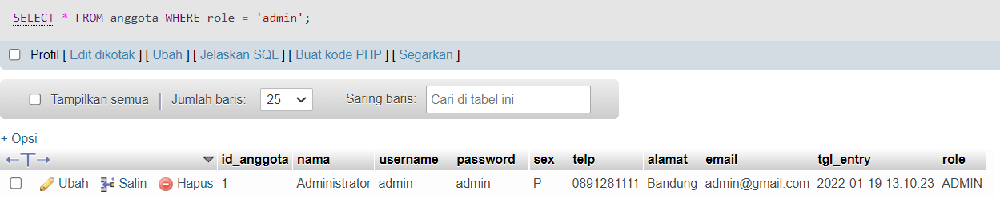 SELECT * FROM anggota WHERE role = 'admin';
Profil [ Edit dikotak ] [ Ubah ] [ Jelaskan SQL ] [ Buat kode PHP ] [ Segarkan ]
Tampilkan semua | Jumlah baris: 25 Saring baris: Cari di tabel ini
+ Opsi
←T→ id_anggota nama username password sex telp alamat email tgl_entry role
Ubah Salin Hapus 1 Administrator admin admin P 0891281111 Bandung admin@gmail.com 2022-01-19 13:10:23 ADMIN